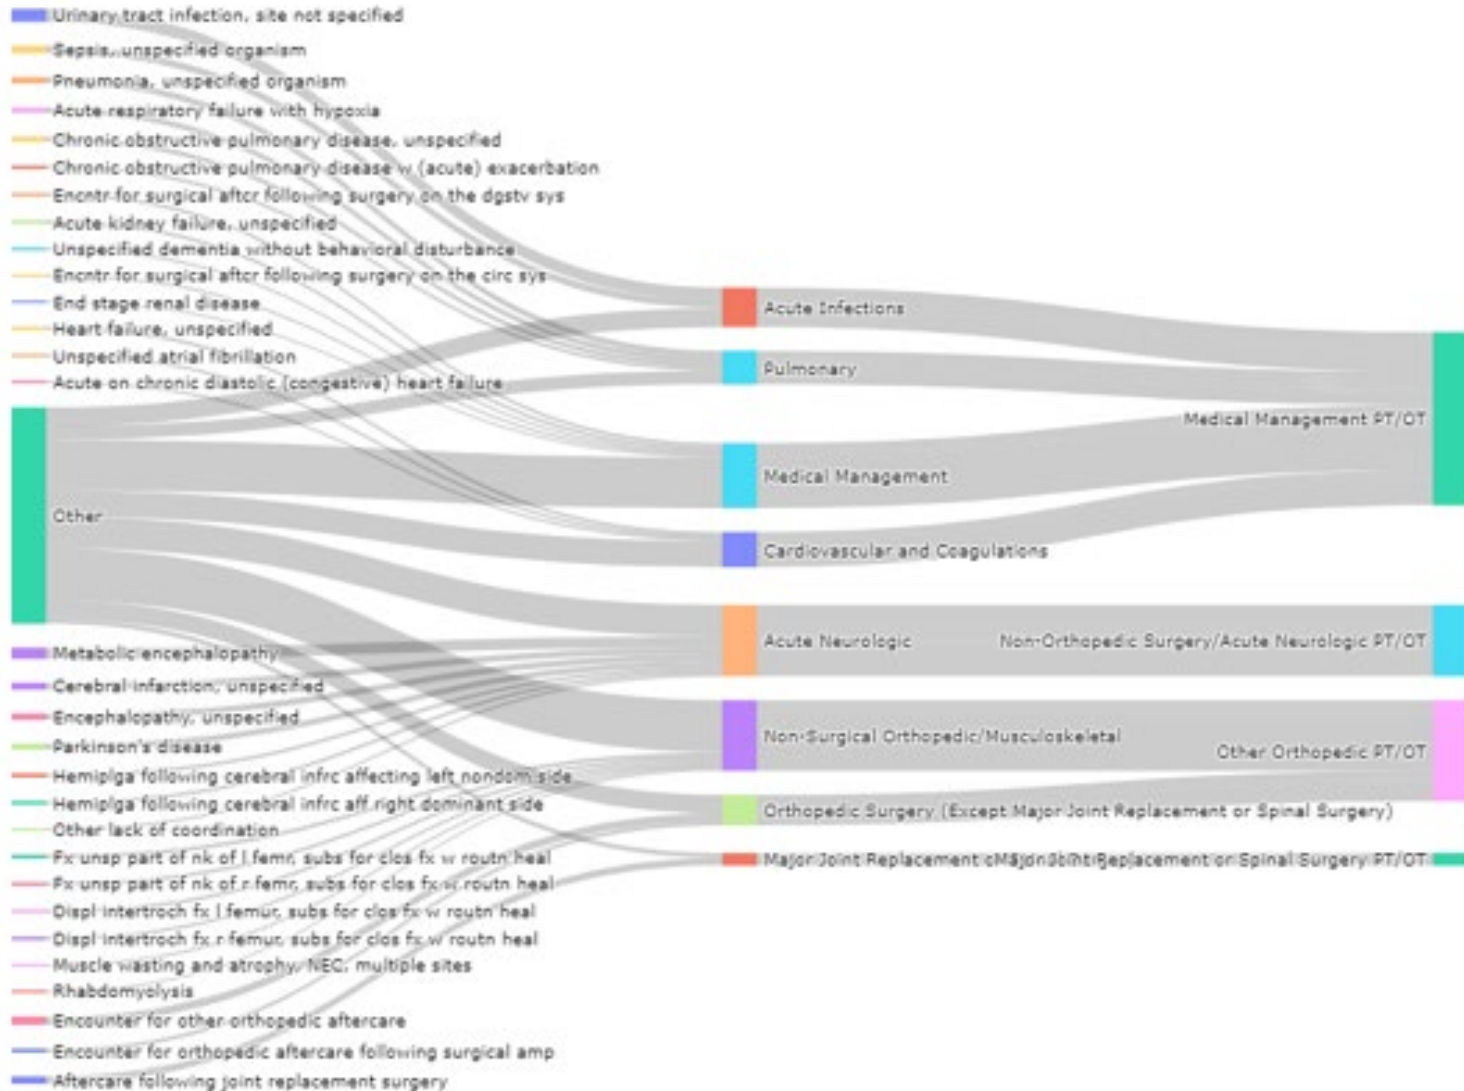 Urinary tract infection, site not specified
Sepsis, unspecified organism
Pneumonia, unspecified organism
Acute respiratory failure with hypoxia
Chronic obstructive pulmonary disease, unspecified
Chronic obstructive pulmonary disease w (acute) exacerbation
Encntr for surgical aftcr following surgery on the dgstv sys
Acute kidney failure, unspecified
Unspecified dementia without behavioral disturbance
Encntr for surgical aftcr following surgery on the circ sys
End stage renal disease
Heart failure, unspecified
Unspecified atrial fibrillation
Acute on chronic diastolic (congestive) heart failure
Other
Metabolic encephalopathy
Cerebral infarction, unspecified
Encephalopathy, unspecified
Parkinson's disease
Hemiplga following cerebral infrc affecting left nondom side
Hemiplga following cerebral infrc aff right dominant side
Other lack of coordination
Fx unsp part of nk of l femr, subs for clos fx w routn heal
Fx unsp part of nk of r femr, subs for clos fx w routn heal
Displ intertroch fx l femur, subs for clos fx w routn heal
Displ intertroch fx r femur, subs for clos fx w routn heal
Muscle wasting and atrophy, NEC, multiple sites
Rhabdomyolysis
Encounter for other orthopedic aftercare
Encounter for orthopedic aftercare following surgical amp
Aftercare following joint replacement surgery
Acute Infections
Pulmonary
Medical Management
Cardiovascular and Coagulations
Acute Neurologic
Non-Surgical Orthopedic/Musculoskeletal
Orthopedic Surgery (Except Major Joint Replacement or Spinal Surgery)
Major Joint Replacement
Medical Management PT/OT
Non-Orthopedic Surgery/Acute Neurologic PT/OT
Other Orthopedic PT/OT
Major Joint Replacement or Spinal Surgery PT/OT